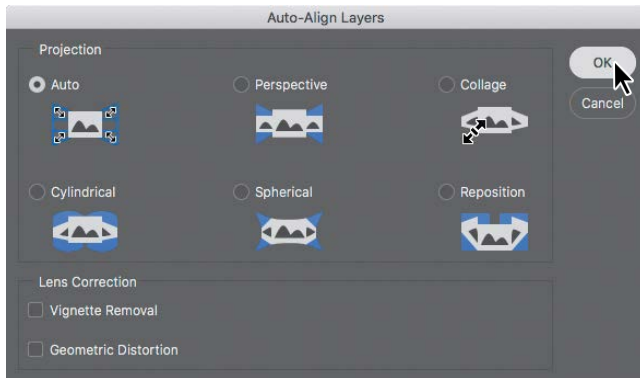 Auto-Align Layers
Projection
Auto
Perspective
Collage
Cylindrical
Spherical
Reposition
Lens Correction
Vignette Removal
Geometric Distortion
OK
Cancel